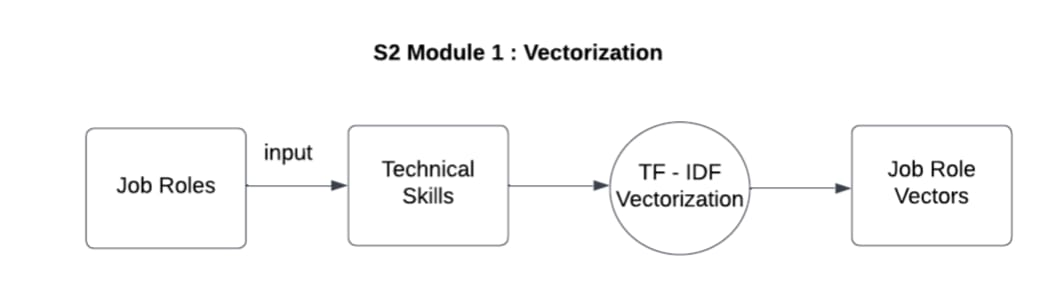 S2 Module 1 : Vectorization
Job Roles
input
Technical
Skills
TF - IDF
Vectorization
Job Role
Vectors